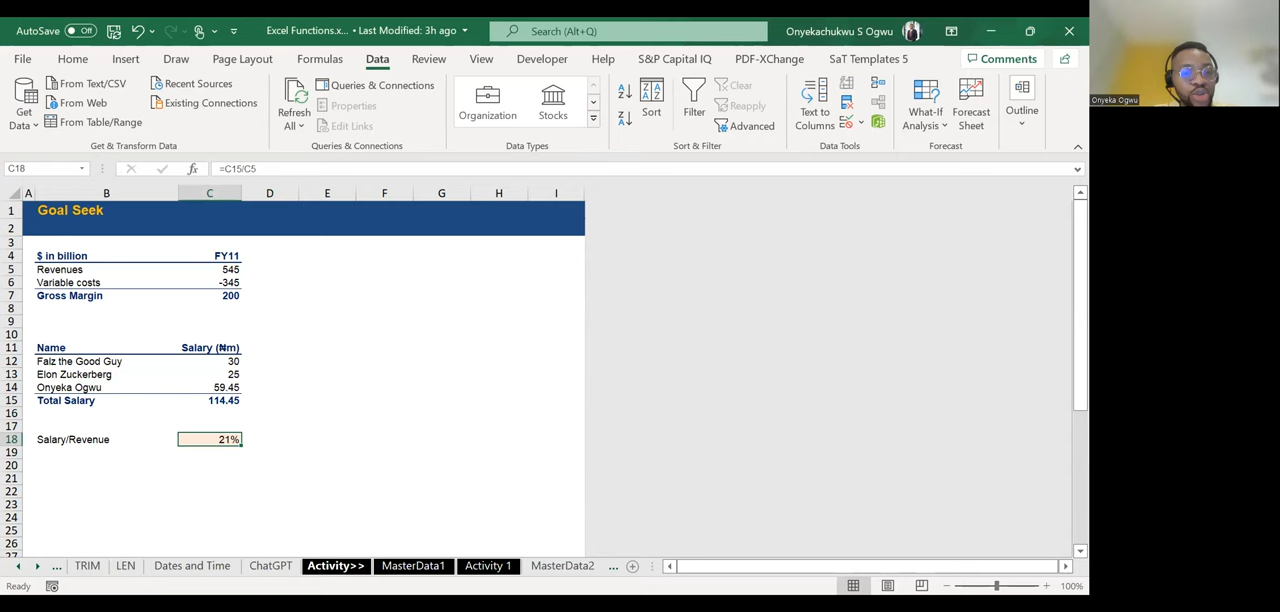 AutoSave Off Excel Functions.x... • Last Modified: 3h ago Search (Alt+Q) Onyekachukwu S Ogwu
File Home Insert Draw Page Layout Formulas Data Review View Developer Help S&P Capital IQ PDF-XChange SaT Templates 5 Comments
Get Data
From Text/CSV
From Web
From Table/Range
Recent Sources
Existing Connections
Get & Transform Data
Refresh All
Queries & Connections
Properties
Edit Links
Queries & Connections
Organization Stocks
Data Types
Sort
Filter
Clear
Reapply
Advanced
Sort & Filter
Text to Columns
Data Tools
What-If Analysis
Forecast Sheet
Forecast
Outline
Onyeka Ogwu
C18 fx =C15/C5
A B C D E F G H I
1 Goal Seek
2
3
4 $ in billion FY11
5 Revenues 545
6 Variable costs -345
7 Gross Margin 200
8
9
10
11 Name Salary (₦m)
12 Falz the Good Guy 30
13 Elon Zuckerberg 25
14 Onyeka Ogwu 59.45
15 Total Salary 114.45
16
17
18 Salary/Revenue 21%
19
20
21
22
23
24
25
26
27
... TRIM LEN Dates and Time ChatGPT Activity>> MasterData1 Activity 1 MasterData2 ...
Ready 100%